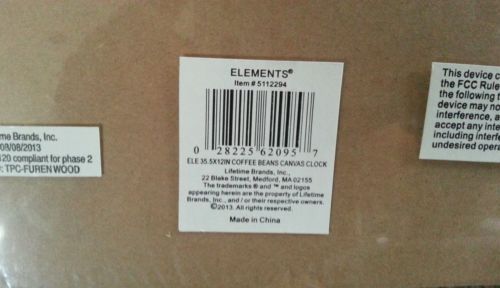 ELEMENTS®
Item # 5112294
0 28225 62095 7
ELE 35.5X12IN COFFEE BEANS CANVAS CLOCK
Lifetime Brands, Inc.,
22 Blake Street, Medford, MA 02155
The trademarks ® and ™ and logos
appearing herein are the property of Lifetime
Brands, Inc., and / or their respective owners.
©2013. All rights reserved.
Made in China
me Brands, Inc.
09/08/2013
120 compliant for phase 2
: TPC-FUREN WOOD
This device c
the FCC Rule
the following t
device may no
interference, a
accept any inter
including interfe
undesired opera